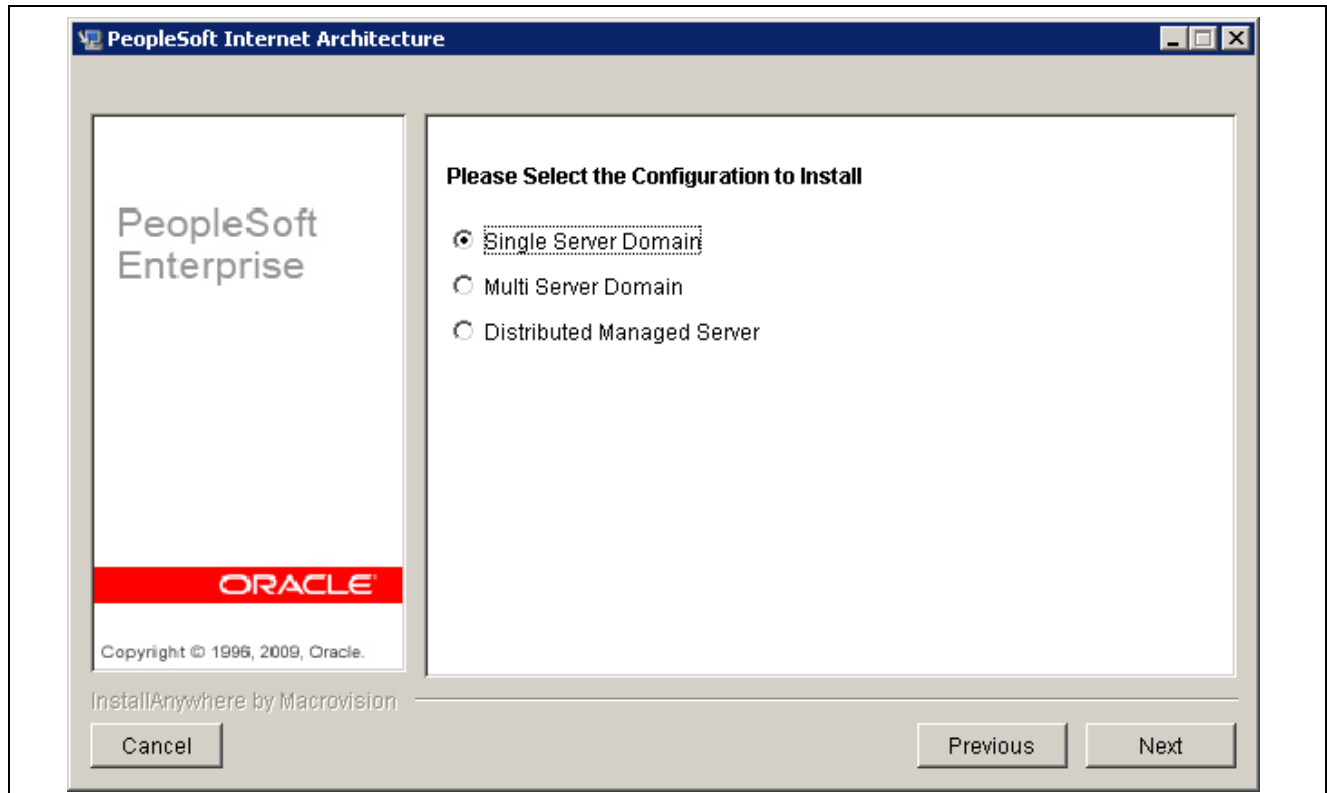 PeopleSoft Internet Architecture
PeopleSoft
Enterprise
ORACLE
Copyright © 1996, 2009, Oracle.
Please Select the Configuration to Install
Single Server Domain
Multi Server Domain
Distributed Managed Server
InstallAnywhere by Macrovision
Cancel
Previous
Next